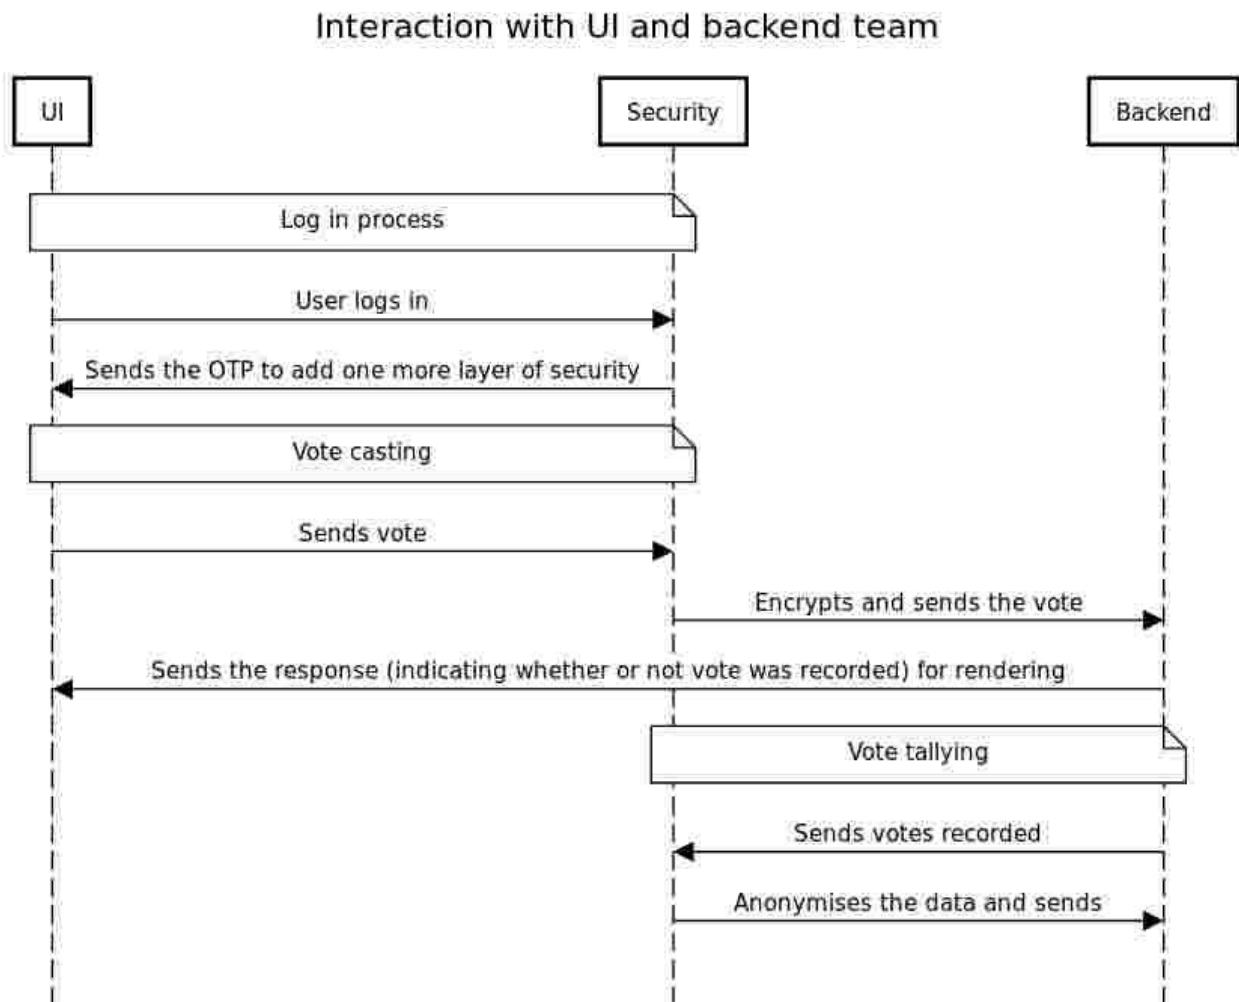 Interaction with UI and backend team
UI
Security
Backend
Log in process
User logs in
Sends the OTP to add one more layer of security
Vote casting
Sends vote
Encrypts and sends the vote
Sends the response (indicating whether or not vote was recorded) for rendering
Vote tallying
Sends votes recorded
Anonymises the data and sends